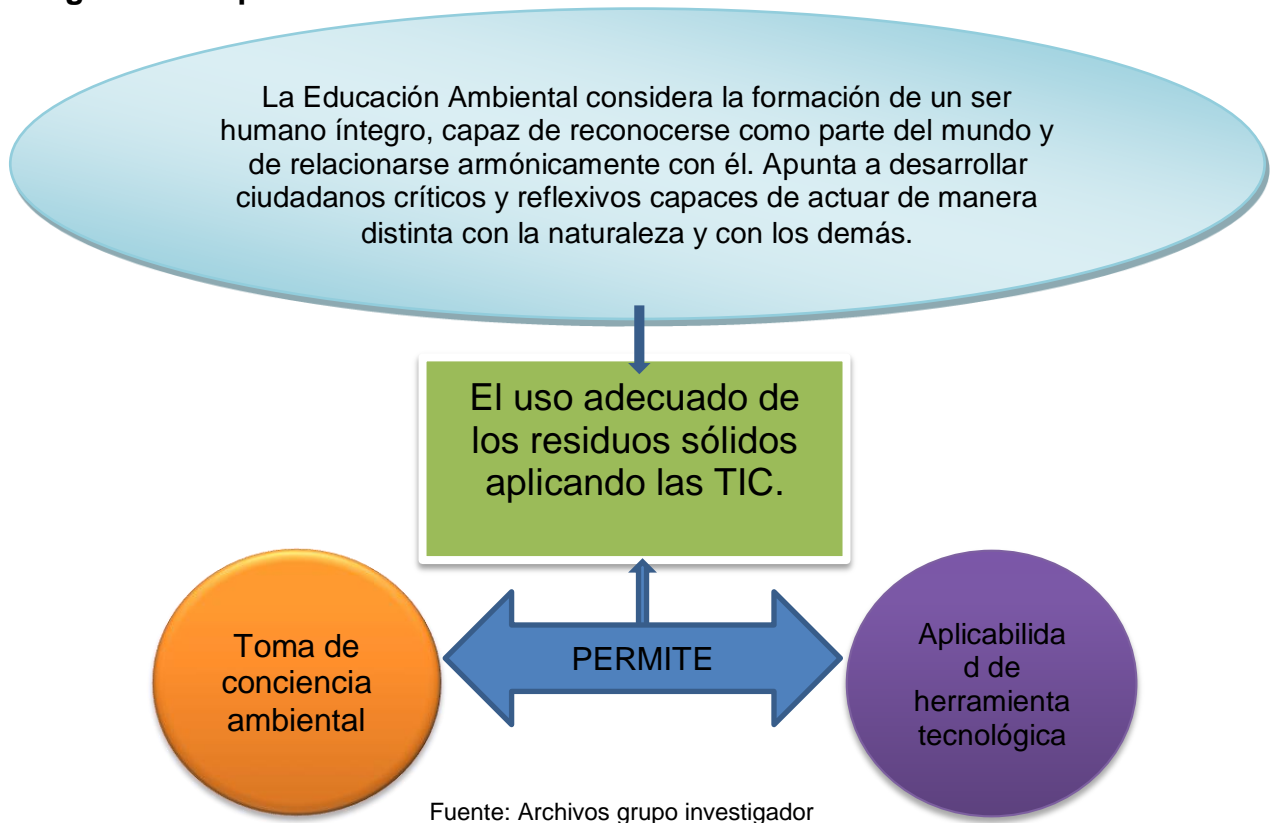 La Educación Ambiental considera la formación de un ser
humano íntegro, capaz de reconocerse como parte del mundo y
de relacionarse armónicamente con él. Apunta a desarrollar
ciudadanos críticos y reflexivos capaces de actuar de manera
distinta con la naturaleza y con los demás.
El uso adecuado de
los residuos sólidos
aplicando las TIC.
Toma de
conciencia
ambiental
PERMITE
Aplicabilida
d de
herramienta
tecnológica
Fuente: Archivos grupo investigador